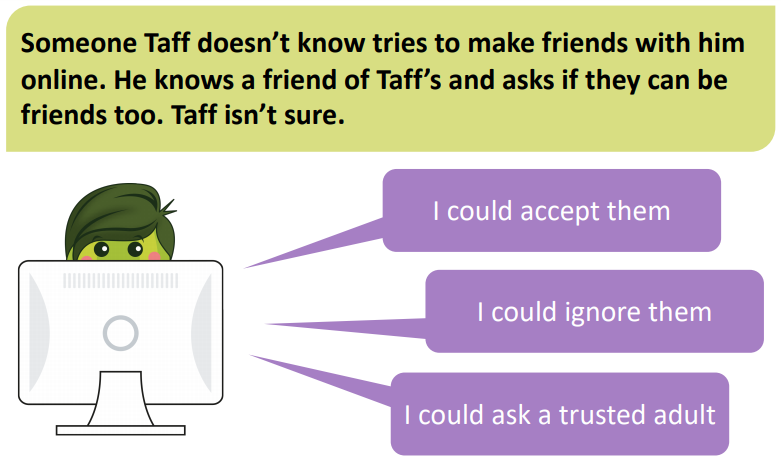 Someone Taff doesn’t know tries to make friends with him
online. He knows a friend of Taff’s and asks if they can be
friends too. Taff isn’t sure.
I could accept them
I could ignore them
I could ask a trusted adult